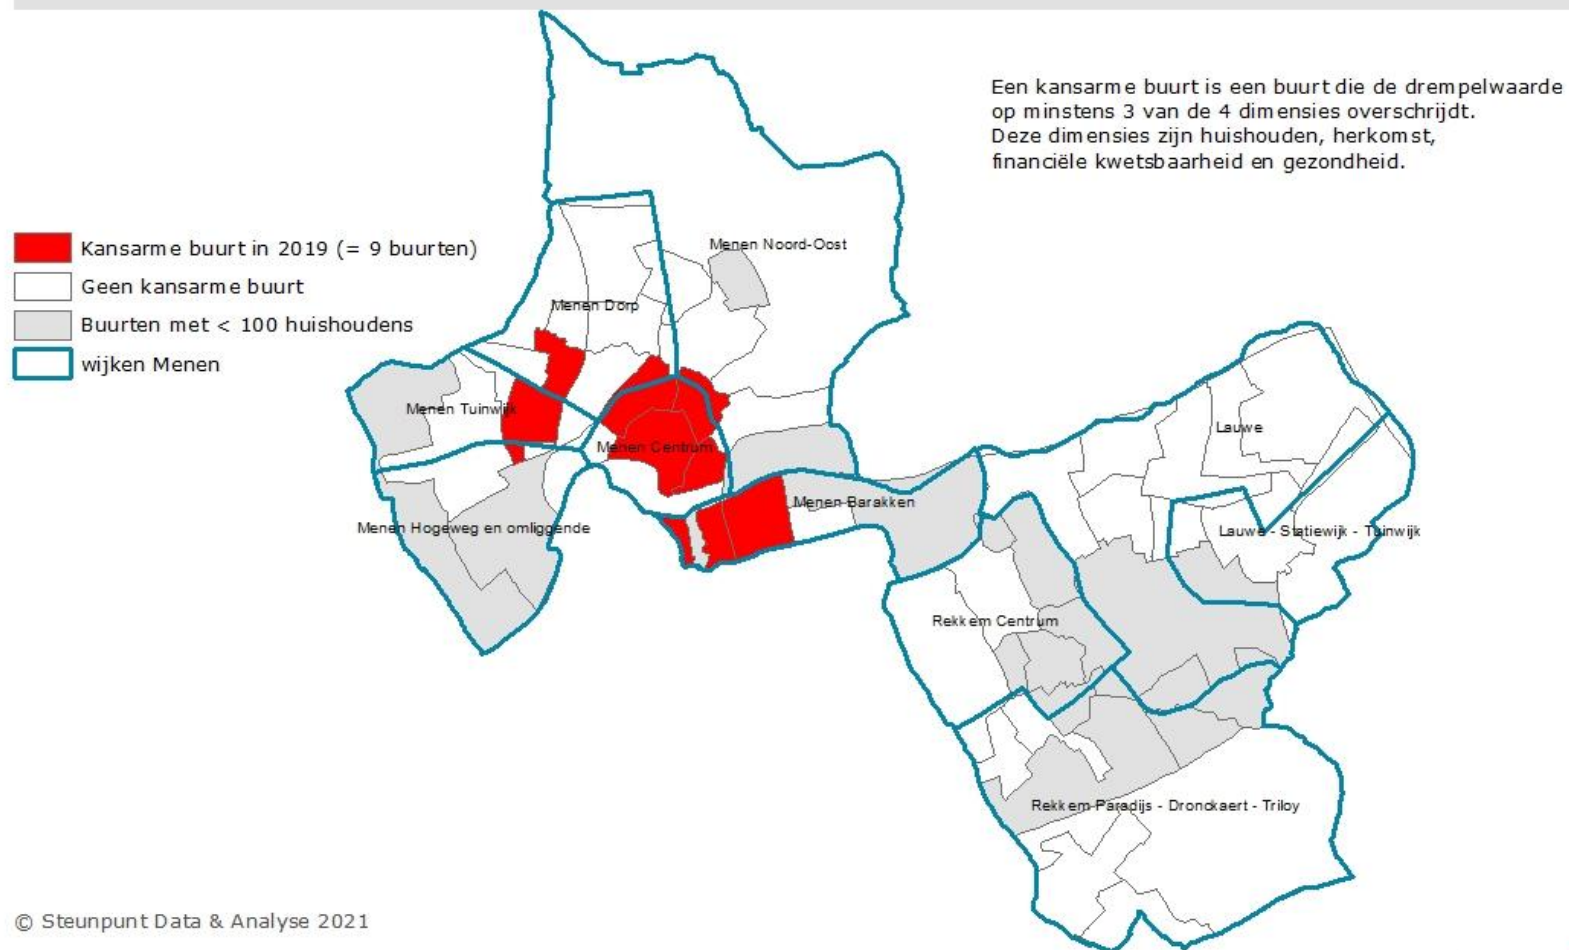 Een kansarme buurt is een buurt die de drempelwaarde
op minstens 3 van de 4 dimensies overschrijdt.
Deze dimensies zijn huishouden, herkomst,
financiële kwetsbaarheid en gezondheid.
Kansarme buurt in 2019 (= 9 buurten)
Geen kansarme buurt
Buurten met < 100 huishoudens
wijken Menen
Menen Noord-Oost
Menen Dorp
Menen Tuinwijk
Menen Centrum
Lauwe
Menen Barakken
Menen Hogeweg en omliggende
Lauwe - Statiewijk - Tuinwijk
Rekkem Centrum
Rekkem Paradijs - Dronckaert - Triloy
© Steunpunt Data & Analyse 2021